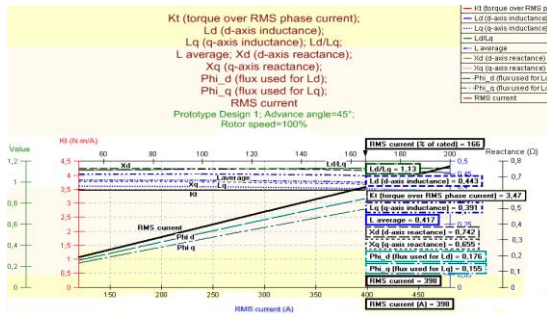 Kt (torque over RMS phase current);
Ld (d-axis inductance);
Lq (q-axis inductance); Ld/Lq;
L average; Xd (d-axis reactance);
Xq (q-axis reactance);
Phi_d (flux used for Ld);
Phi_q (flux used for Lq);
RMS current
Prototype Design 1; Advance angle=45°;
Rotor speed=100%
Kt (torque over RMS p
Ld (d-axis inductance)
Lq (q-axis inductance)
Ld/Lq
L average
Xd (d-axis reactance)
Xq (q-axis reactance)
Phi_d (flux used for Ld
Phi_q (flux used for Lq
RMS current
Value
Kt (N·m/A)
RMS current (% of rated) = 166
Reactance (Ω)
60 80 100 120 140 180 200
1,2
1
0,8
0,6
0,4
0,2
0
4,5
4
3,5
3
2,5
2
1,5
1
0,5
0
Xd
Ld/Lq
L average
Xq
Lq
Kt
RMS current
Phi d
Phi q
Ld/Lq = 1,13
inductance) = 0,443
Kt (torque over RMS phase current) = 3,47
Lq (q-axis inductance) = 0,391
L average = 0,417
Xd (d-axis reactance) = 0,742
Xq (q-axis reactance) = 0,655
Phi_d (flux used for Ld) = 0,176
Phi_q (flux used for Lq) = 0,155
RMS current = 398
RMS current (A) = 398
0,5
0,25
0
0,8
0,7
0,6
0,5
0,4
0,3
0,2
0,1
0
150 200 250 300 350 400 450
RMS current (A)